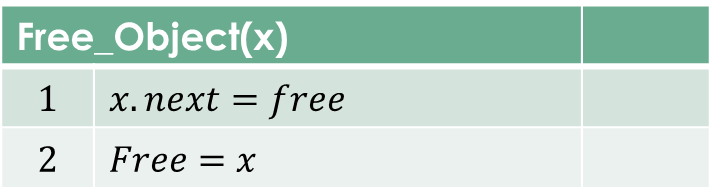 Free_Object(x)
1 x.next = free
2 Free = x